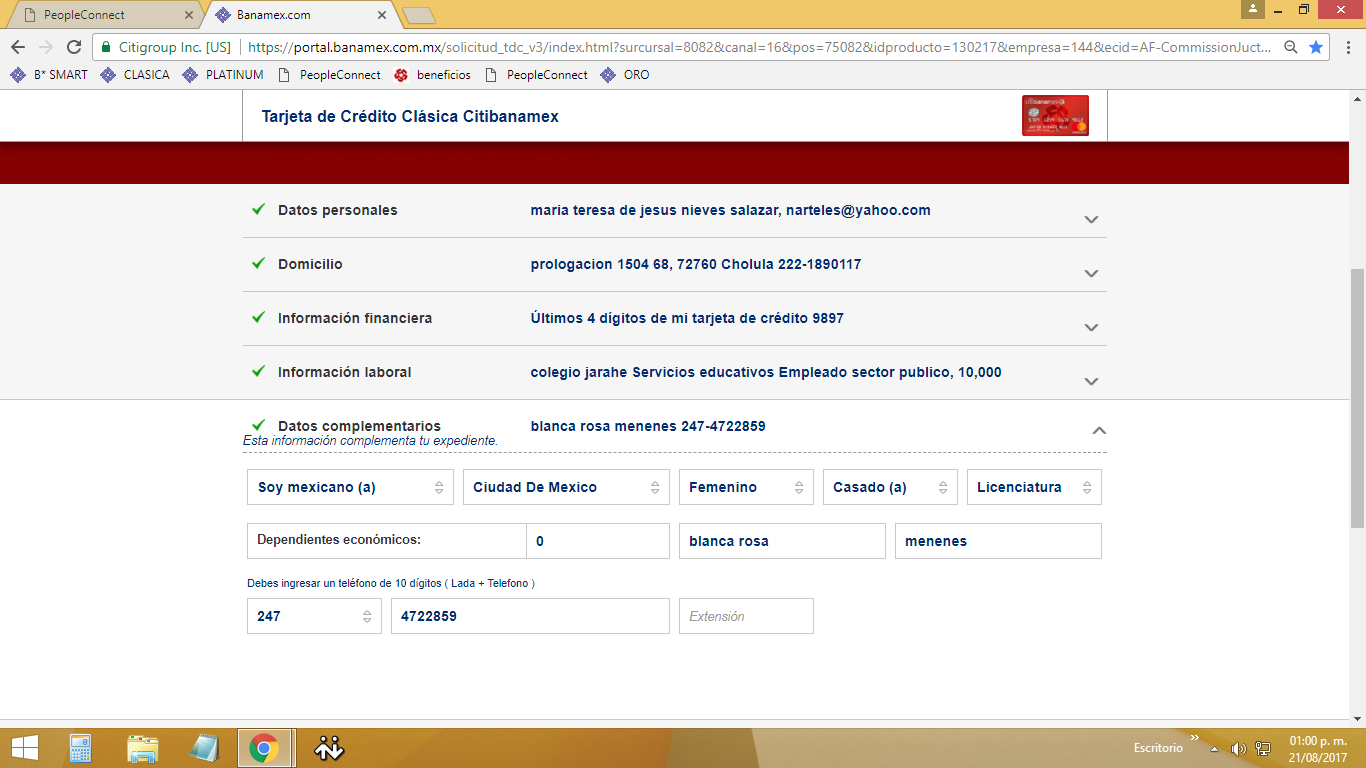 PeopleConnect
Banamex.com
Citigroup Inc. [US] https://portal.banamex.com.mx/solicitud_tdc_v3/index.html?surcursal=8082&canal=16&pos=75082&idproducto=130217&empresa=144&ecid=AF-CommissionJuct...
B* SMART CLASICA PLATINUM PeopleConnect beneficios PeopleConnect ORO
Tarjeta de Crédito Clásica Citibanamex
Datos personales maria teresa de jesus nieves salazar, narteles@yahoo.com
Domicilio prologacion 1504 68, 72760 Cholula 222-1890117
Información financiera Últimos 4 dígitos de mi tarjeta de crédito 9897
Información laboral colegio jarahe Servicios educativos Empleado sector publico, 10,000
Datos complementarios blanca rosa menenes 247-4722859
Esta información complementa tu expediente.
Soy mexicano (a) Ciudad De Mexico Femenino Casado (a) Licenciatura
Dependientes económicos: 0 blanca rosa menenes
Debes ingresar un teléfono de 10 dígitos ( Lada + Telefono )
247 4722859 Extensión
Escritorio » 01:00 p. m.
21/08/2017